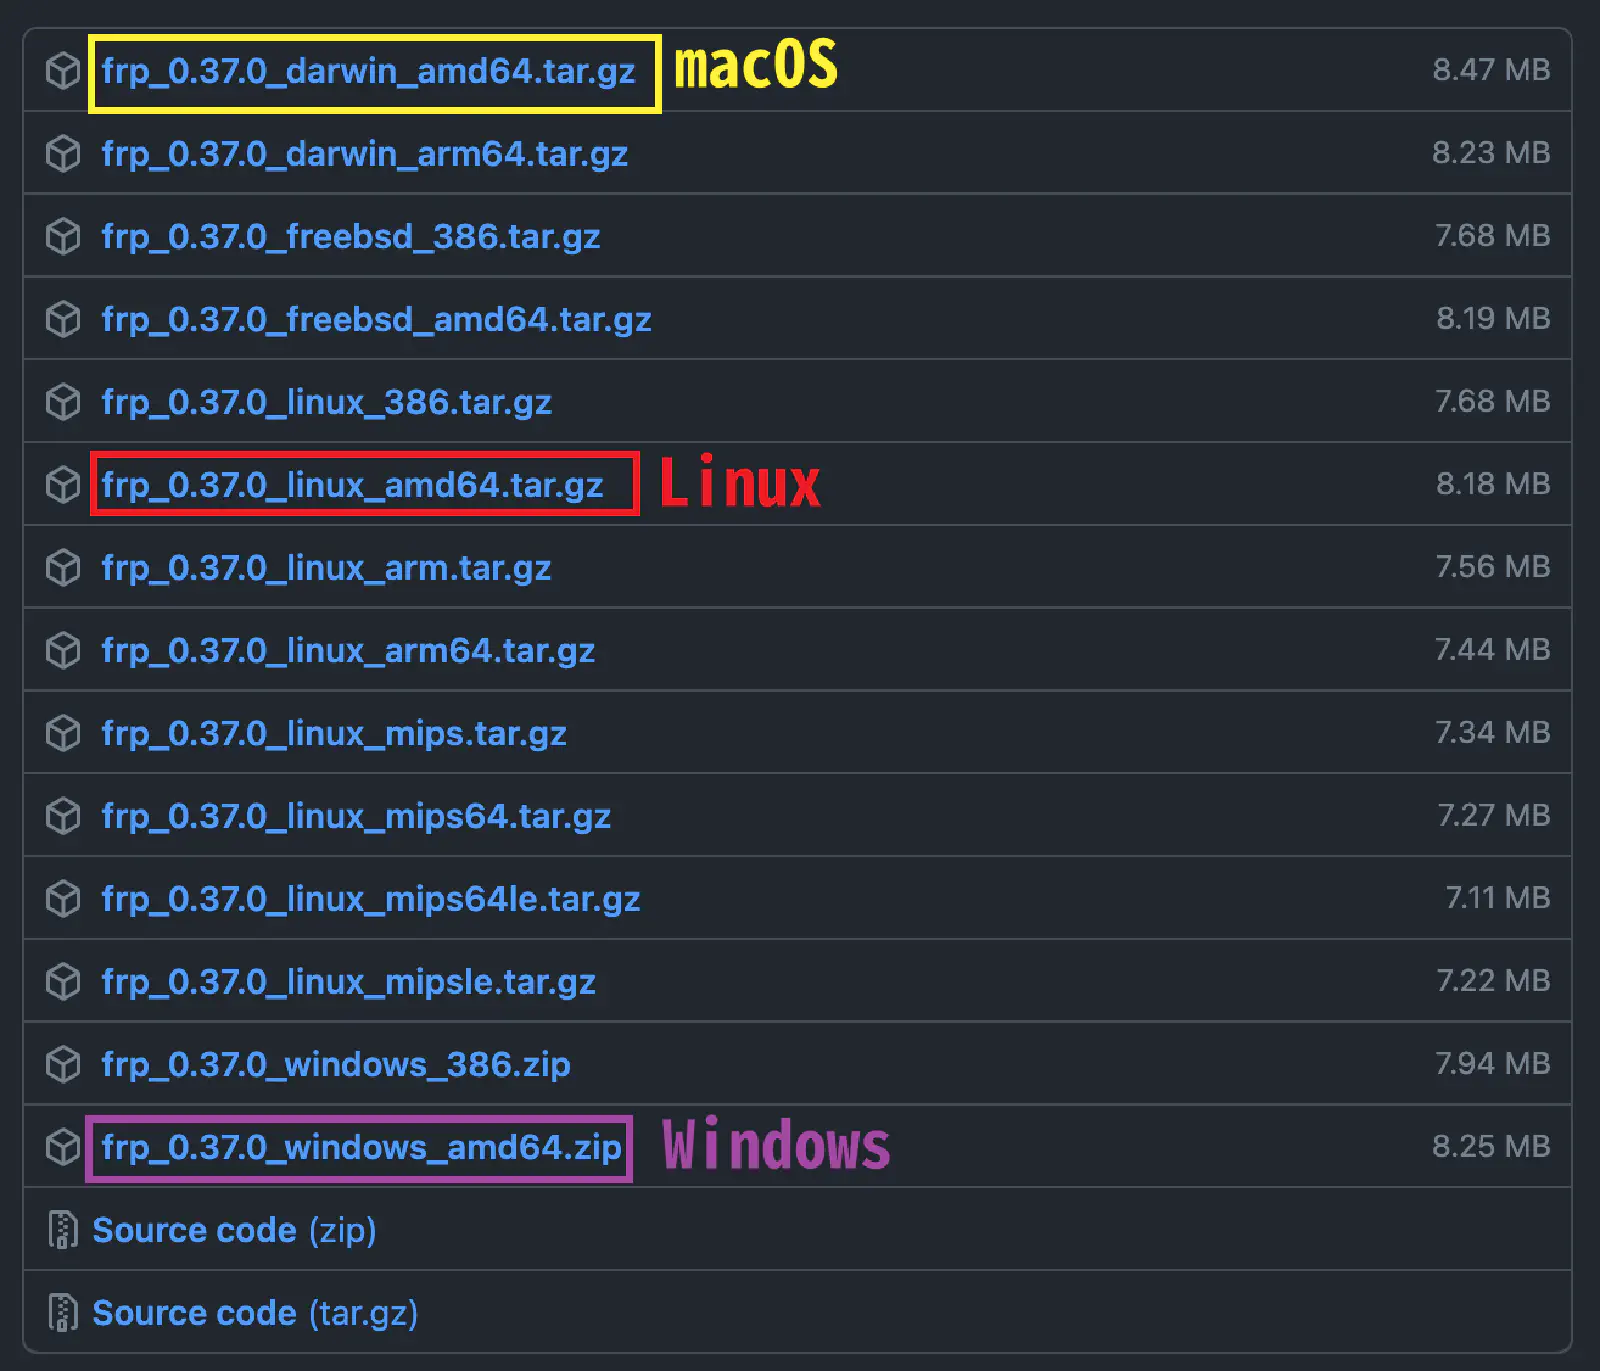 frp_0.37.0_darwin_amd64.tar.gz macOS 8.47 MB
frp_0.37.0_darwin_arm64.tar.gz 8.23 MB
frp_0.37.0_freebsd_386.tar.gz 7.68 MB
frp_0.37.0_freebsd_amd64.tar.gz 8.19 MB
frp_0.37.0_linux_386.tar.gz 7.68 MB
frp_0.37.0_linux_amd64.tar.gz Linux 8.18 MB
frp_0.37.0_linux_arm.tar.gz 7.56 MB
frp_0.37.0_linux_arm64.tar.gz 7.44 MB
frp_0.37.0_linux_mips.tar.gz 7.34 MB
frp_0.37.0_linux_mips64.tar.gz 7.27 MB
frp_0.37.0_linux_mips64le.tar.gz 7.11 MB
frp_0.37.0_linux_mipsle.tar.gz 7.22 MB
frp_0.37.0_windows_386.zip 7.94 MB
frp_0.37.0_windows_amd64.zip Windows 8.25 MB
Source code (zip)
Source code (tar.gz)